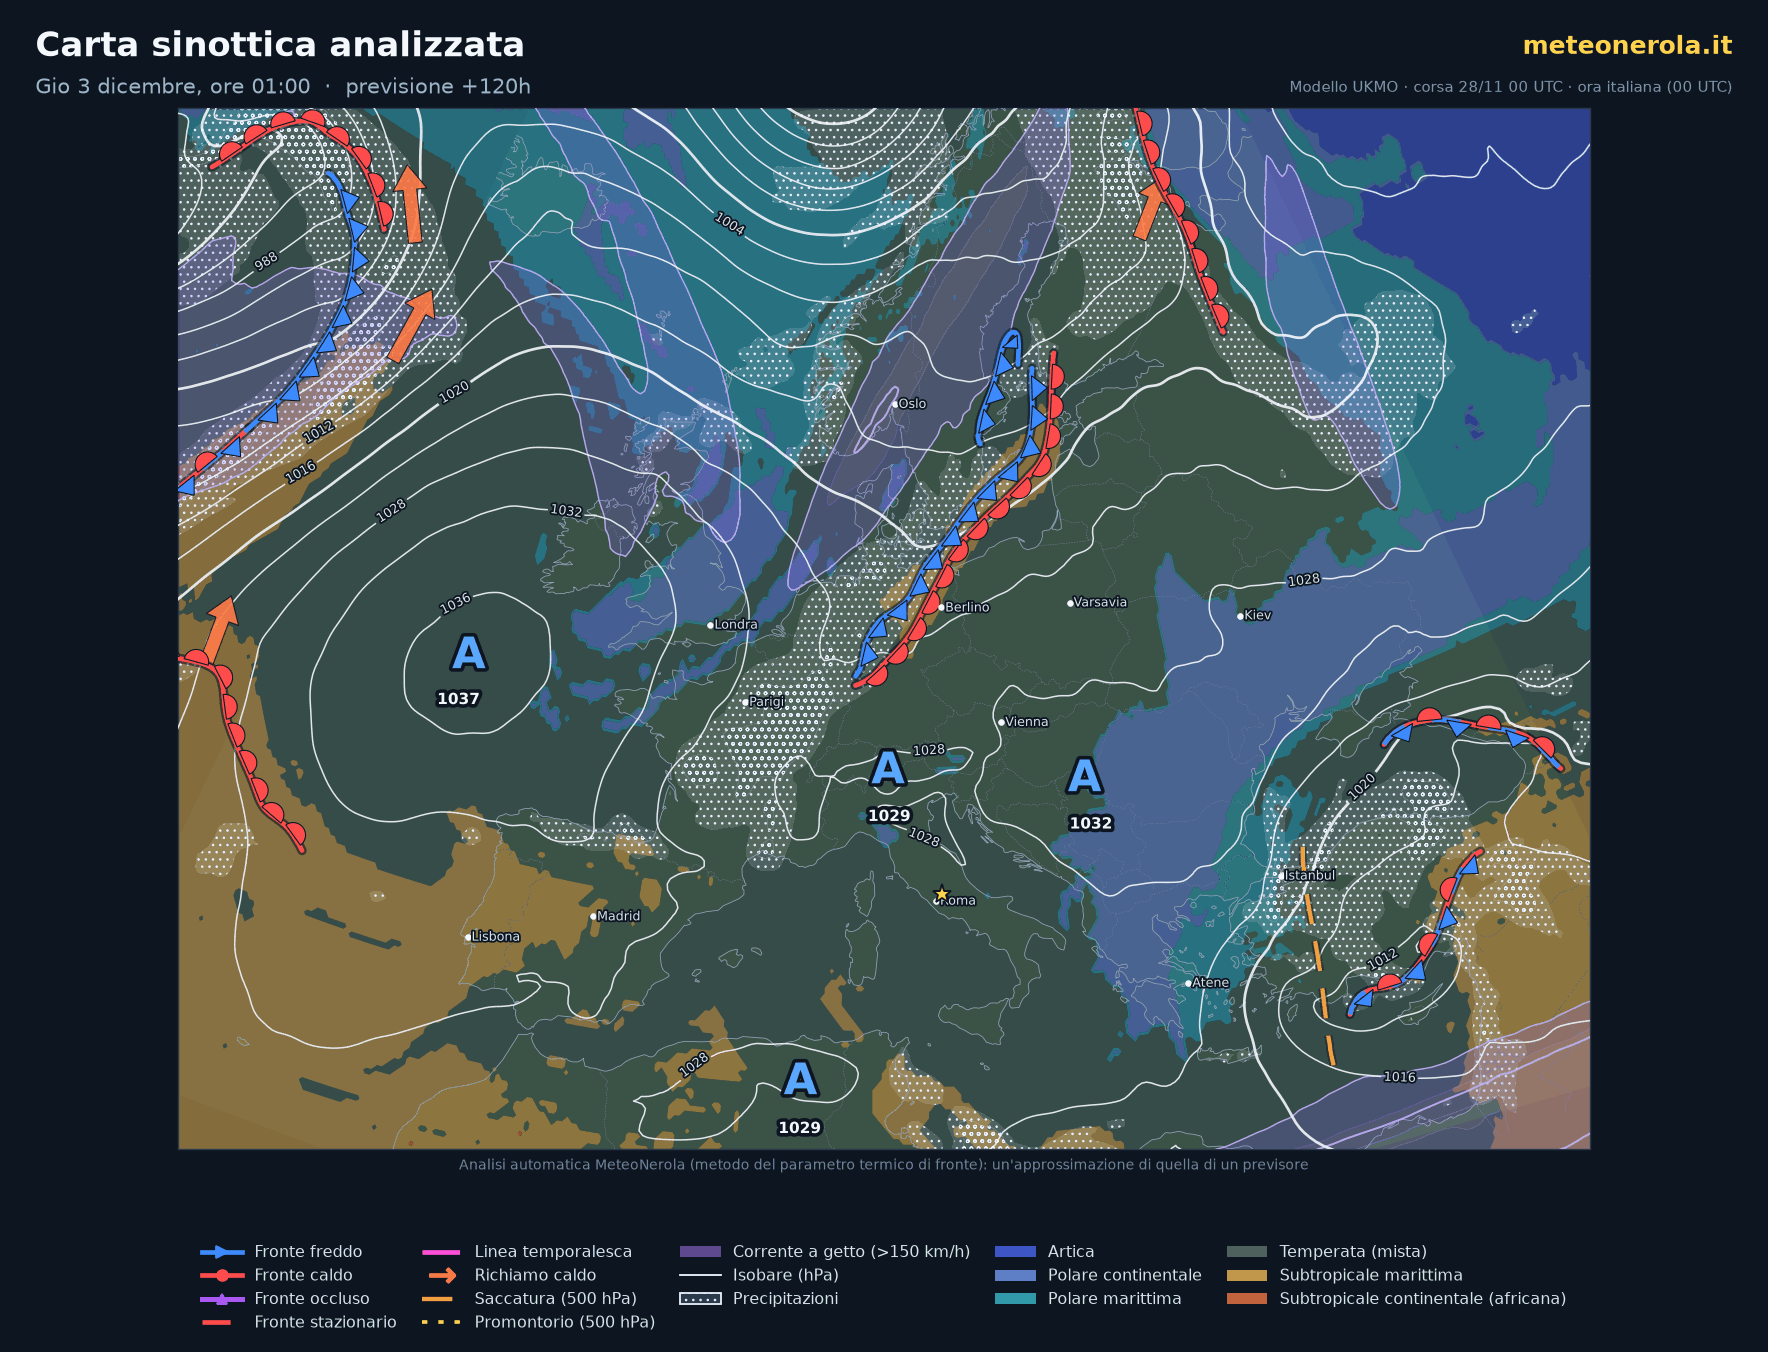 Carta sinottica analizzata
meteonerola.it
Gio 3 dicembre, ore 01:00 · previsione +120h
Modello UKMO · corsa 28/11 00 UTC · ora italiana (00 UTC)
1004
988
1020
Oslo
1012
1016
1028
1032
1028
1036
Berlino
Varsavia
Kiev
Londra
A
1037
Parigi
Vienna
1028
A
1029
A
1032
1020
1028
Istanbul
Roma
Madrid
Lisbona
1012
Atene
1028
A
1016
1029
Analisi automatica MeteoNerola (metodo del parametro termico di fronte): un'approssimazione di quella di un previsore
Fronte freddo
Fronte caldo
Fronte occluso
Fronte stazionario
Linea temporalesca
Richiamo caldo
Saccatura (500 hPa)
Promontorio (500 hPa)
Corrente a getto (>150 km/h)
Isobare (hPa)
Precipitazioni
Artica
Polare continentale
Polare marittima
Temperata (mista)
Subtropicale marittima
Subtropicale continentale (africana)